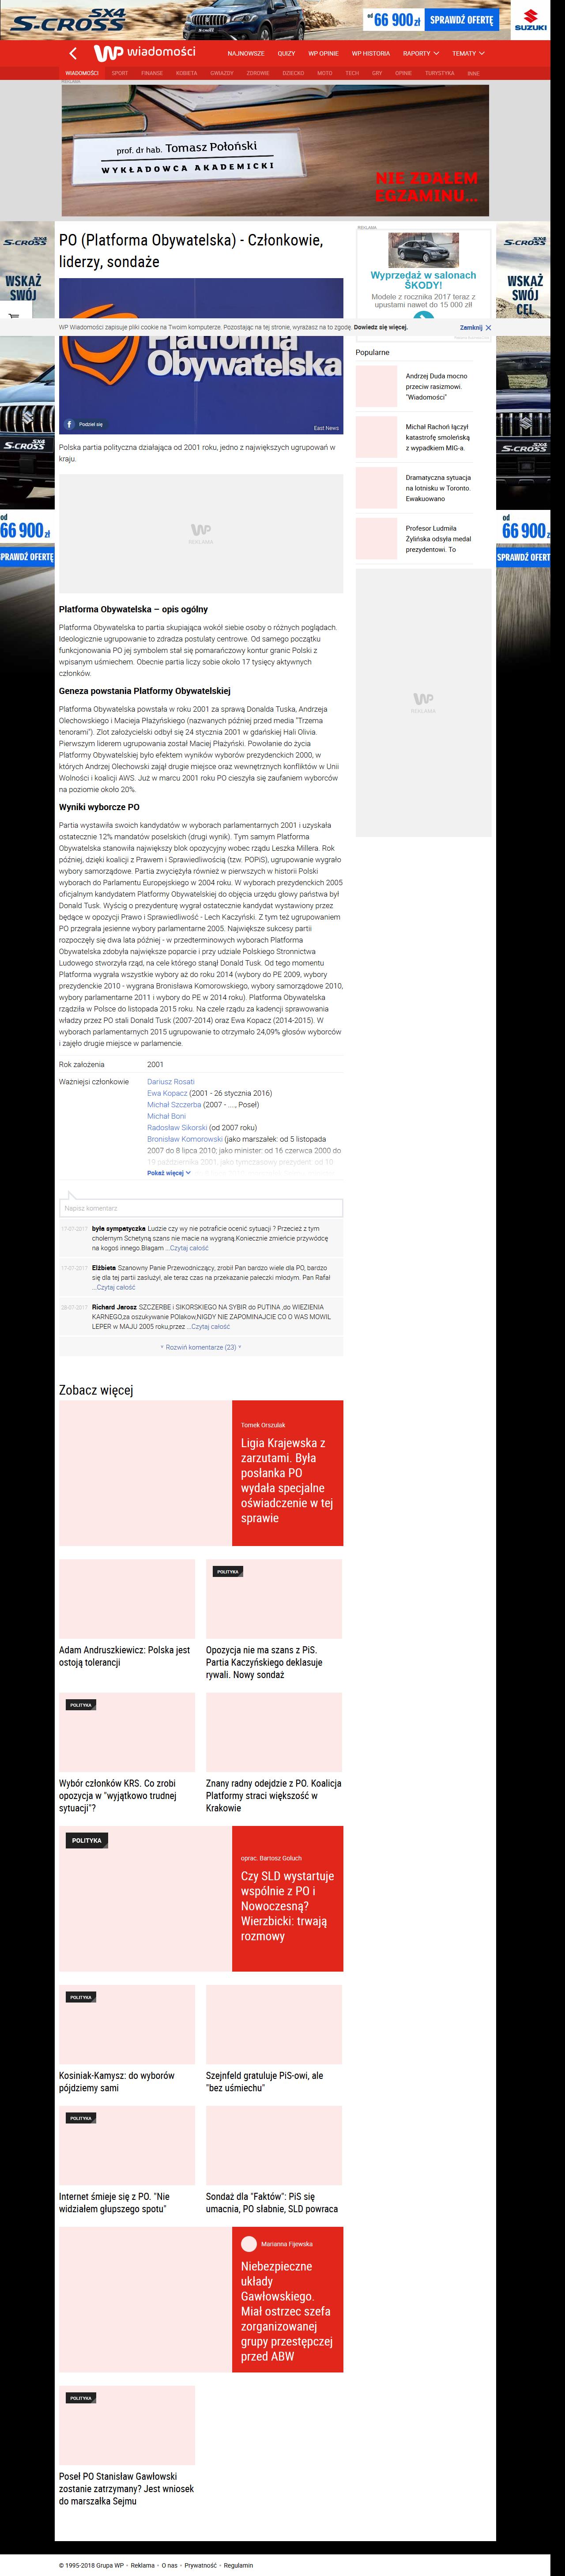 S-CROSS SX4
od 66 900 zł
SPRAWDŹ OFERTĘ
SUZUKI
WP wiadomości
NAJNOWSZE QUIZY WP OPINIE WP HISTORIA RAPORTY TEMATY
WIADOMOŚCI SPORT FINANSE KOBIETA GWIAZDY ZDROWIE DZIECKO MOTO TECH GRY OPINIE TURYSTYKA INNE
REKLAMA
prof. dr hab. Tomasz Połoński
WYKŁADOWCA AKADEMICKI
NIE ZDAŁEM
EGZAMINU...
PO (Platforma Obywatelska) - Członkowie,
liderzy, sondaże
REKLAMA
Wyprzedaż w salonach
ŠKODY!
Modele z rocznika 2017 teraz z
upustami nawet do 15 000 zł!
S-CROSS
WSKAŻ
SWÓJ
S-CROSS
WSKAŻ
SWÓJ
CEL
WP Wiadomości zapisuje pliki cookie na Twoim komputerze. Pozostając na tej stronie, wyrażasz na to zgodę. Dowiedz się więcej. Zamknij
Platforma
Obywatelska
Podziel się
East News
Popularne
Andrzej Duda mocno
przeciw rasizmowi.
"Wiadomości"
Michał Rachoń łączył
katastrofę smoleńską
z wypadkiem MIG-a.
Dramatyczna sytuacja
na lotnisku w Toronto.
Ewakuowano
Profesor Ludmiła
Żylińska odsyła medal
prezydentowi. To
S-CROSS SX4
od
66 900 zł
SPRAWDŹ OFERTĘ
S-CROSS SX4
od
66 900 zł
SPRAWDŹ OFERTĘ
Polska partia polityczna działająca od 2001 roku, jedno z największych ugrupowań w
kraju.
WP
REKLAMA
WP
REKLAMA
Platforma Obywatelska – opis ogólny
Platforma Obywatelska to partia skupiająca wokół siebie osoby o różnych poglądach.
Ideologicznie ugrupowanie to zdradza postulaty centrowe. Od samego początku
funkcjonowania PO jej symbolem stał się pomarańczowy kontur granic Polski z
wpisanym uśmiechem. Obecnie partia liczy sobie około 17 tysięcy aktywnych
członków.
Geneza powstania Platformy Obywatelskiej
Platforma Obywatelska powstała w roku 2001 za sprawą Donalda Tuska, Andrzeja
Olechowskiego i Macieja Płażyńskiego (nazwanych później przed media "Trzema
tenorami"). Zlot założycielski odbył się 24 stycznia 2001 w gdańskiej Hali Olivia.
Pierwszym liderem ugrupowania został Maciej Płażyński. Powołanie do życia
Platformy Obywatelskiej było efektem wyników wyborów prezydenckich 2000, w
których Andrzej Olechowski zajął drugie miejsce oraz wewnętrznych konfliktów w Unii
Wolności i koalicji AWS. Już w marcu 2001 roku PO cieszyła się zaufaniem wyborców
na poziomie około 20%.
Wyniki wyborcze PO
Partia wystawiła swoich kandydatów w wyborach parlamentarnych 2001 i uzyskała
ostatecznie 12% mandatów poselskich (drugi wynik). Tym samym Platforma
Obywatelska stanowiła największy blok opozycyjny wobec rządu Leszka Millera. Rok
później, dzięki koalicji z Prawem i Sprawiedliwością (tzw. POPiS), ugrupowanie wygrało
wybory samorządowe. Partia zwyciężyła również w pierwszych w historii Polski
wyborach do Parlamentu Europejskiego w 2004 roku. W wyborach prezydenckich 2005
oficjalnym kandydatem Platformy Obywatelskiej do objęcia urzędu głowy państwa był
Donald Tusk. Wyścig o prezydenturę wygrał ostatecznie kandydat wystawiony przez
będące w opozycji Prawo i Sprawiedliwość - Lech Kaczyński. Z tym też ugrupowaniem
PO przegrała jesienne wybory parlamentarne 2005. Największe sukcesy partii
rozpoczęły się dwa lata później - w przedterminowych wyborach Platforma
Obywatelska zdobyła największe poparcie i przy udziale Polskiego Stronnictwa
Ludowego stworzyła rząd, na cele którego stanął Donald Tusk. Od tego momentu
Platforma wygrała wszystkie wybory aż do roku 2014 (wybory do PE 2009, wybory
prezydenckie 2010 - wygrana Bronisława Komorowskiego, wybory samorządowe 2010,
wybory parlamentarne 2011 i wybory do PE w 2014 roku). Platforma Obywatelska
rządziła w Polsce do listopada 2015 roku. Na czele rządu za kadencji sprawowania
władzy przez PO stali Donald Tusk (2007-2014) oraz Ewa Kopacz (2014-2015). W
wyborach parlamentarnych 2015 ugrupowanie to otrzymało 24,09% głosów wyborców
i zajęło drugie miejsce w parlamencie.
Rok założenia 2001
Ważniejsi członkowie Dariusz Rosati
Ewa Kopacz (2001 - 26 stycznia 2016)
Michał Szczerba (2007 - ...., Poseł)
Michał Boni
Radosław Sikorski (od 2007 roku)
Bronisław Komorowski (jako marszałek: od 5 listopada
2007 do 8 lipca 2010; jako minister: od 16 czerwca 2000 do
19 października 2001; jako tymczasowy prezydent: od 10
Pokaż więcej
Napisz komentarz
17-07-2017 była sympatyczka Ludzie czy wy nie potraficie ocenić sytuacji ? Przecież z tym
cholernym Schetyną szans nie macie na wygraną.Koniecznie zmieńcie przywódcę
na kogoś innego.Błagam ...Czytaj całość
17-07-2017 Elżbieta Szanowny Panie Przewodniczący, zrobił Pan bardzo wiele dla PO, bardzo
się dla tej partii zasłużył, ale teraz czas na przekazanie pałeczki młodym. Pan Rafał
...Czytaj całość
28-07-2017 Richard Jarosz SZCZERBE i SIKORSKIEGO NA SYBIR do PUTINA ,do WIEZIENIA
KARNEGO,za oszukywanie POlakow,NIGDY NIE ZAPOMINAJCIE CO O WAS MOWIL
LEPER w MAJU 2005 roku,przez ...Czytaj całość
Rozwiń komentarze (23)
Zobacz więcej
Tomek Orszulak
Ligia Krajewska z
zarzutami. Była
posłanka PO
wydała specjalne
oświadczenie w tej
sprawie
POLITYKA
Adam Andruszkiewicz: Polska jest
ostoją tolerancji
Opozycja nie ma szans z PiS.
Partia Kaczyńskiego deklasuje
rywali. Nowy sondaż
POLITYKA
Wybór członków KRS. Co zrobi
opozycja w "wyjątkowo trudnej
sytuacji"?
Znany radny odejdzie z PO. Koalicja
Platformy straci większość w
Krakowie
POLITYKA
oprac. Bartosz Goluch
Czy SLD wystartuje
wspólnie z PO i
Nowoczesną?
Wierzbicki: trwają
rozmowy
POLITYKA
Kosiniak-Kamysz: do wyborów
pójdziemy sami
Szejnfeld gratuluje PiS-owi, ale
"bez uśmiechu"
POLITYKA
Internet śmieje się z PO. "Nie
widziałem głupszego spotu"
Sondaż dla "Faktów": PiS się
umacnia, PO słabnie, SLD powraca
Marianna Fijewska
Niebezpieczne
układy
Gawłowskiego.
Miał ostrzec szefa
zorganizowanej
grupy przestępczej
przed ABW
POLITYKA
Poseł PO Stanisław Gawłowski
zostanie zatrzymany? Jest wniosek
do marszałka Sejmu
© 1995-2018 Grupa WP • Reklama • O nas • Prywatność • Regulamin